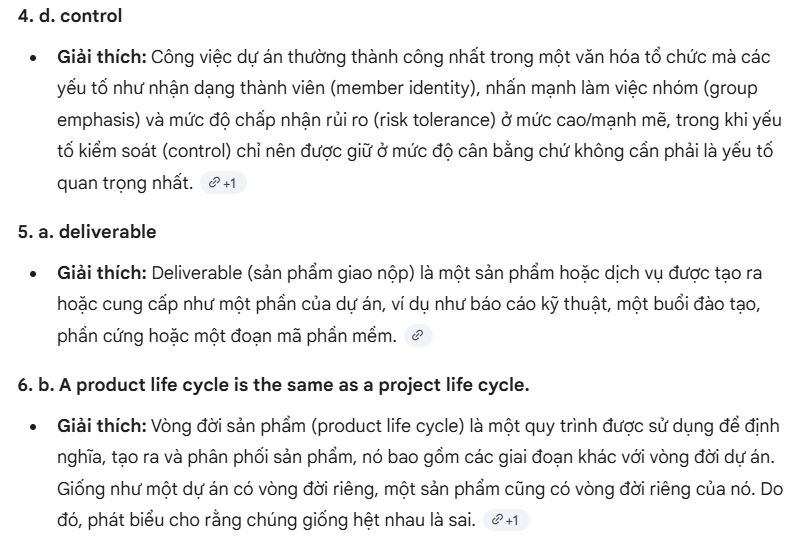 4. d. control
• Giải thích: Công việc dự án thường thành công nhất trong một văn hóa tổ chức mà các
yếu tố như nhận dạng thành viên (member identity), nhấn mạnh làm việc nhóm (group
emphasis) và mức độ chấp nhận rủi ro (risk tolerance) ở mức cao/mạnh mẽ, trong khi yếu
tố kiểm soát (control) chỉ nên được giữ ở mức độ cân bằng chứ không cần phải là yếu tố
quan trọng nhất. +1
5. a. deliverable
• Giải thích: Deliverable (sản phẩm giao nộp) là một sản phẩm hoặc dịch vụ được tạo ra
hoặc cung cấp như một phần của dự án, ví dụ như báo cáo kỹ thuật, một buổi đào tạo,
phần cứng hoặc một đoạn mã phần mềm.
6. b. A product life cycle is the same as a project life cycle.
• Giải thích: Vòng đời sản phẩm (product life cycle) là một quy trình được sử dụng để định
nghĩa, tạo ra và phân phối sản phẩm, nó bao gồm các giai đoạn khác với vòng đời dự án.
Giống như một dự án có vòng đời riêng, một sản phẩm cũng có vòng đời riêng của nó. Do
đó, phát biểu cho rằng chúng giống hệt nhau là sai. +1